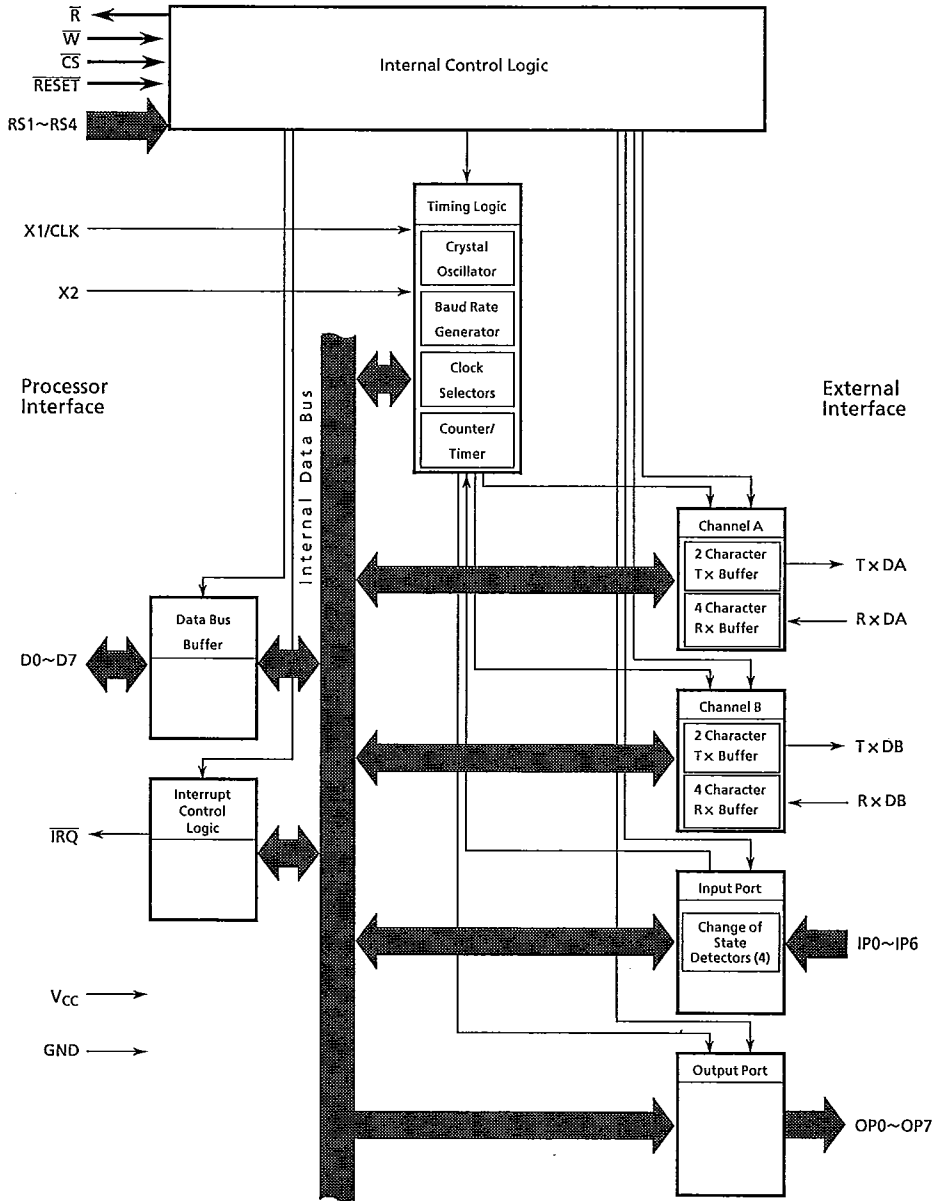 R̅
W̅
C̅S̅
R̅E̅S̅E̅T̅
RS1~RS4
Internal Control Logic
X1/CLK
X2
Timing Logic
Crystal
Oscillator
Baud Rate
Generator
Clock
Selectors
Counter/
Timer
Processor
Interface
External
Interface
Internal Data Bus
Channel A
2 Character
Tx Buffer
4 Character
Rx Buffer
TxDA
RxDA
Data Bus
Buffer
D0~D7
Channel B
2 Character
Tx Buffer
4 Character
Rx Buffer
TxDB
RxDB
Interrupt
Control
Logic
I̅R̅Q̅
Input Port
Change of
State
Detectors (4)
IP0~IP6
VCC
GND
Output Port
OP0~OP7